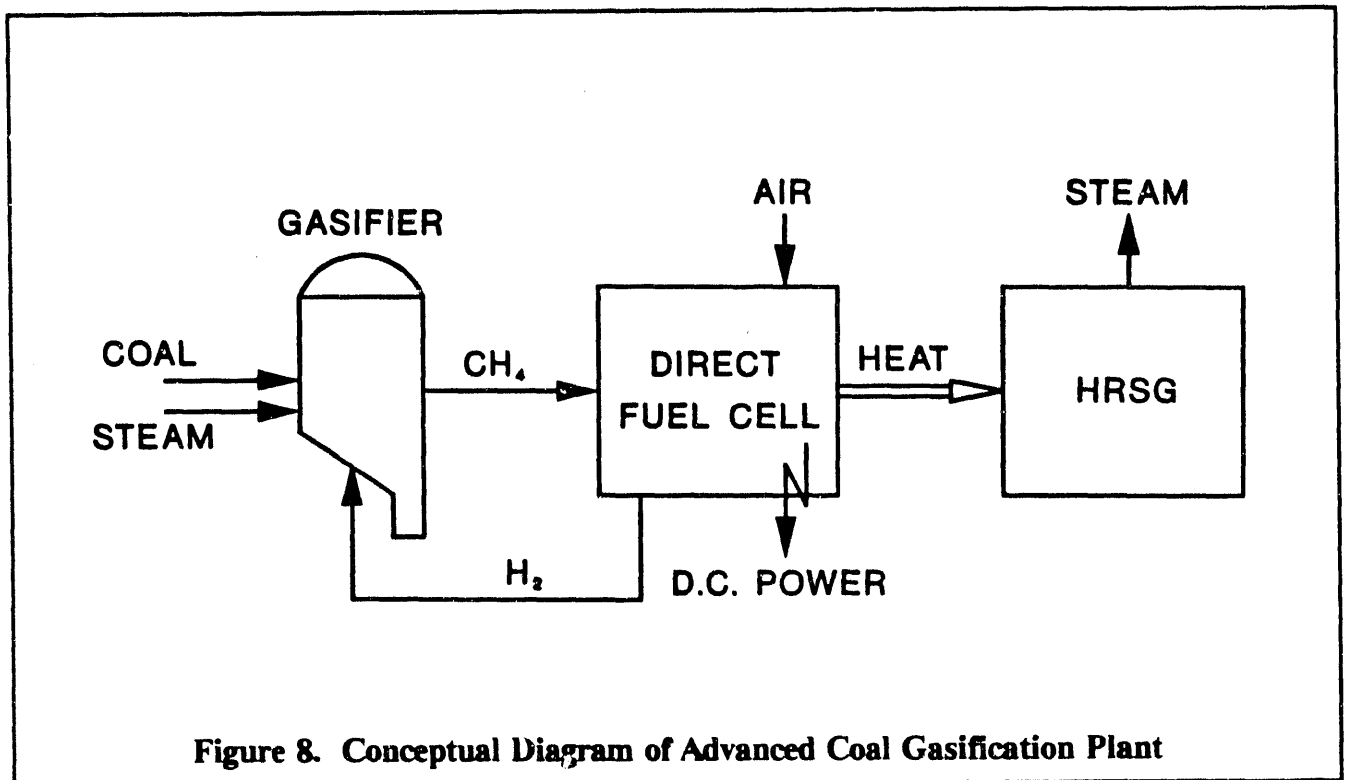 AIR
STEAM
GASIFIER
COAL
STEAM
CH₄
DIRECT
FUEL CELL
HEAT
HRSG
H₂
D.C. POWER
Figure 8. Conceptual Diagram of Advanced Coal Gasification Plant